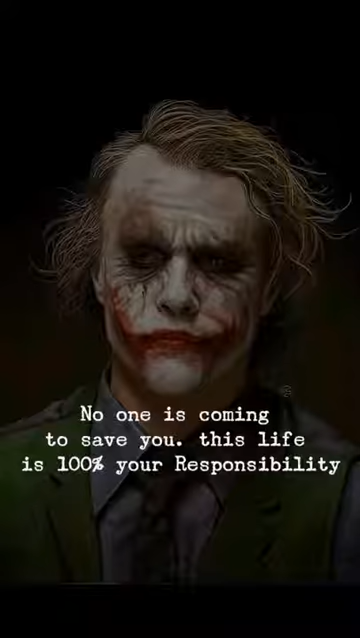 No one is coming
to save you. this life
is 100% your Responsibility